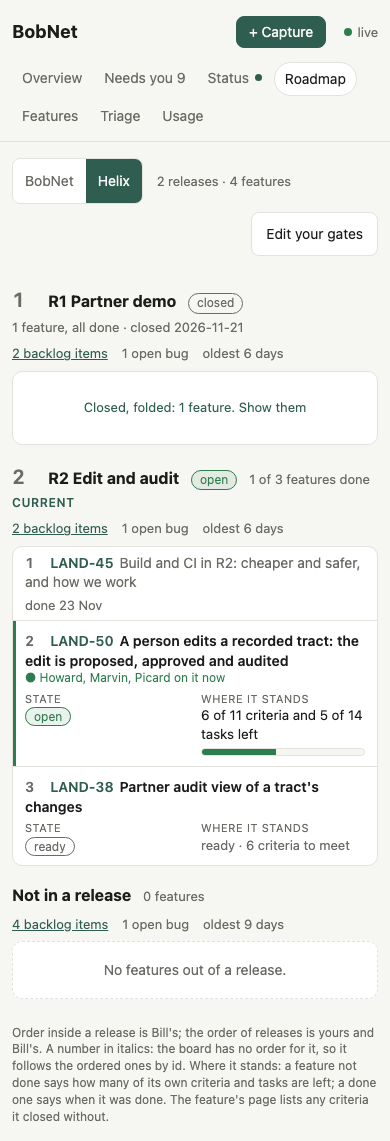 BobNet
+ Capture
live
Overview
Needs you 9
Status
Roadmap
Features
Triage
Usage
BobNet
Helix
2 releases · 4 features
Edit your gates
1 R1 Partner demo closed
1 feature, all done · closed 2026-11-21
2 backlog items 1 open bug oldest 6 days
Closed, folded: 1 feature. Show them
2 R2 Edit and audit open 1 of 3 features done
CURRENT
2 backlog items 1 open bug oldest 6 days
1 LAND-45 Build and CI in R2: cheaper and safer,
and how we work
done 23 Nov
2 LAND-50 A person edits a recorded tract: the
edit is proposed, approved and audited
Howard, Marvin, Picard on it now
STATE
open
WHERE IT STANDS
6 of 11 criteria and 5 of 14
tasks left
3 LAND-38 Partner audit view of a tract's
changes
STATE
ready
WHERE IT STANDS
ready · 6 criteria to meet
Not in a release 0 features
4 backlog items 1 open bug oldest 9 days
No features out of a release.
Order inside a release is Bill's; the order of releases is yours and
Bill's. A number in italics: the board has no order for it, so it
follows the ordered ones by id. Where it stands: a feature not
done says how many of its own criteria and tasks are left; a done
one says when it was done. The feature's page lists any criteria
it closed without.